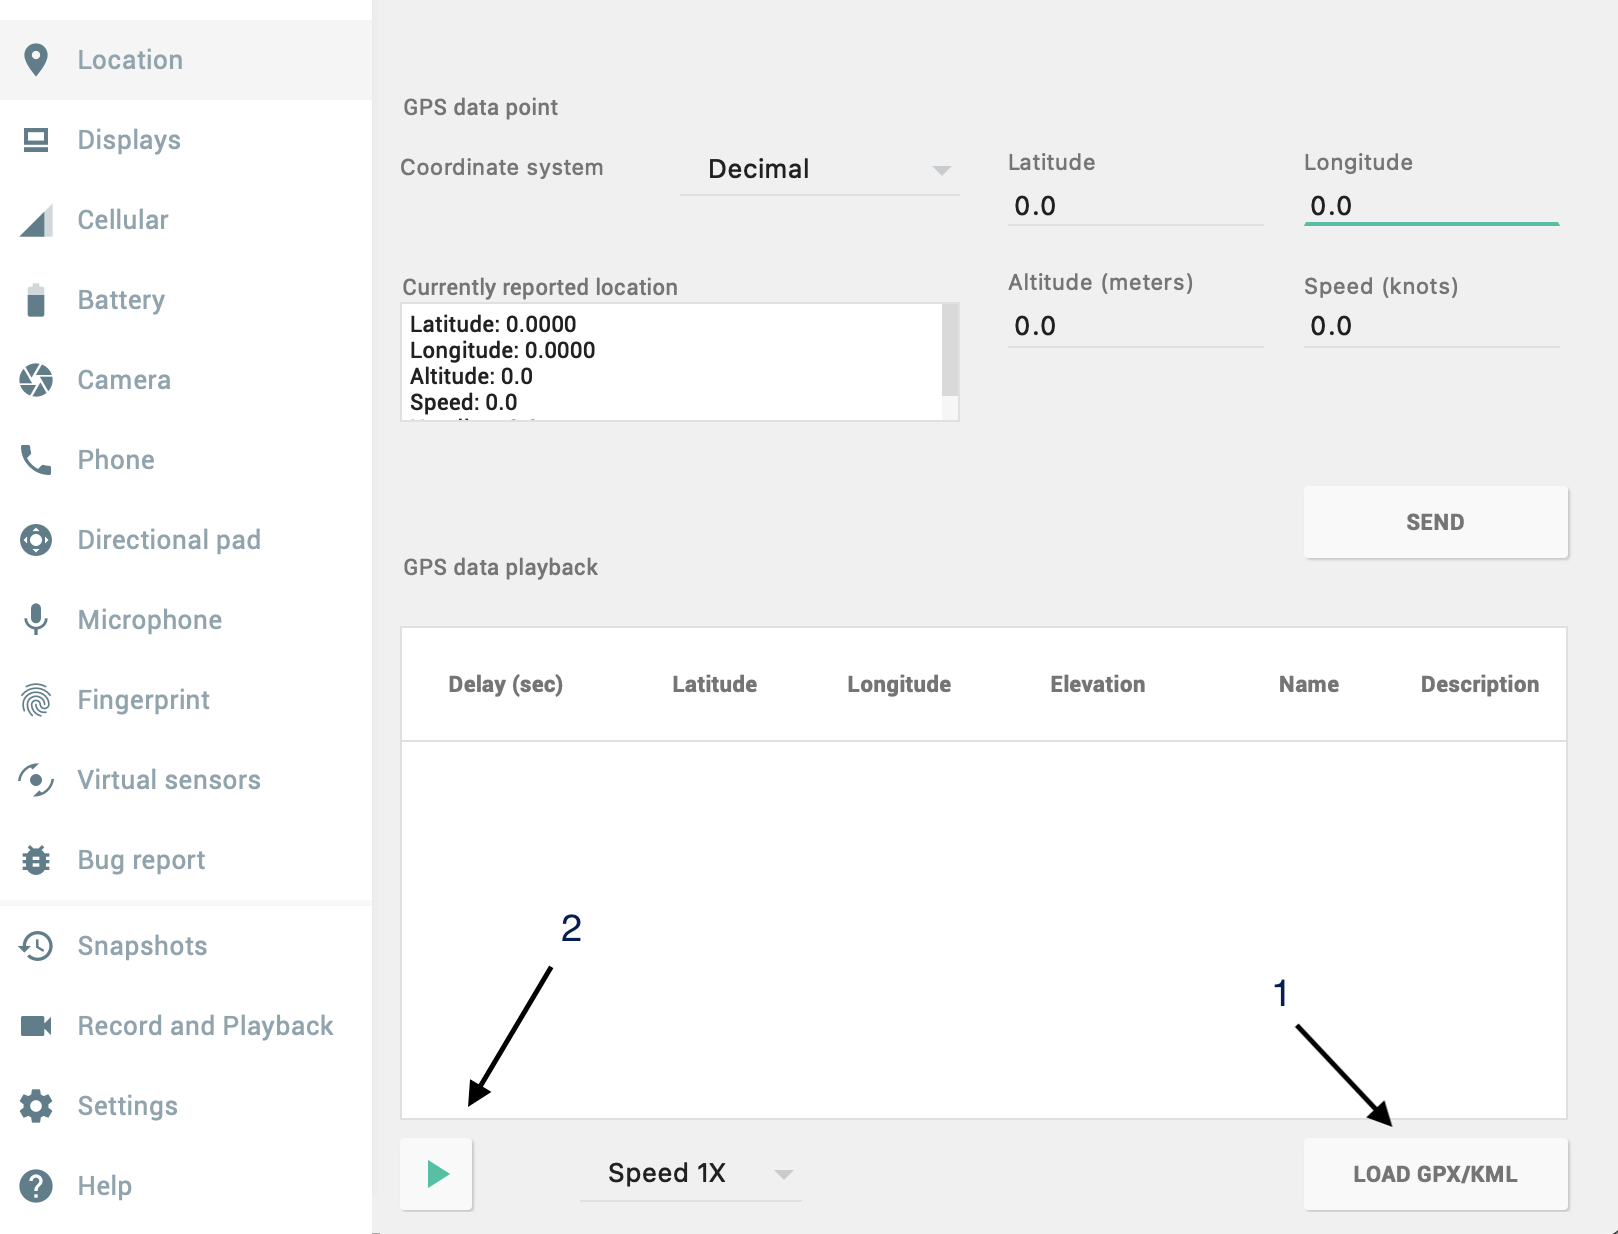 Location
Displays
Cellular
Battery
Camera
Phone
Directional pad
Microphone
Fingerprint
Virtual sensors
Bug report
Snapshots
Record and Playback
Settings
Help
GPS data point
Coordinate system
Decimal
Latitude
0.0
Longitude
0.0
Currently reported location
Latitude: 0.0000
Longitude: 0.0000
Altitude: 0.0
Speed: 0.0
Altitude (meters)
0.0
Speed (knots)
0.0
SEND
GPS data playback
Delay (sec) Latitude Longitude Elevation Name Description
2
1
Speed 1X
LOAD GPX/KML